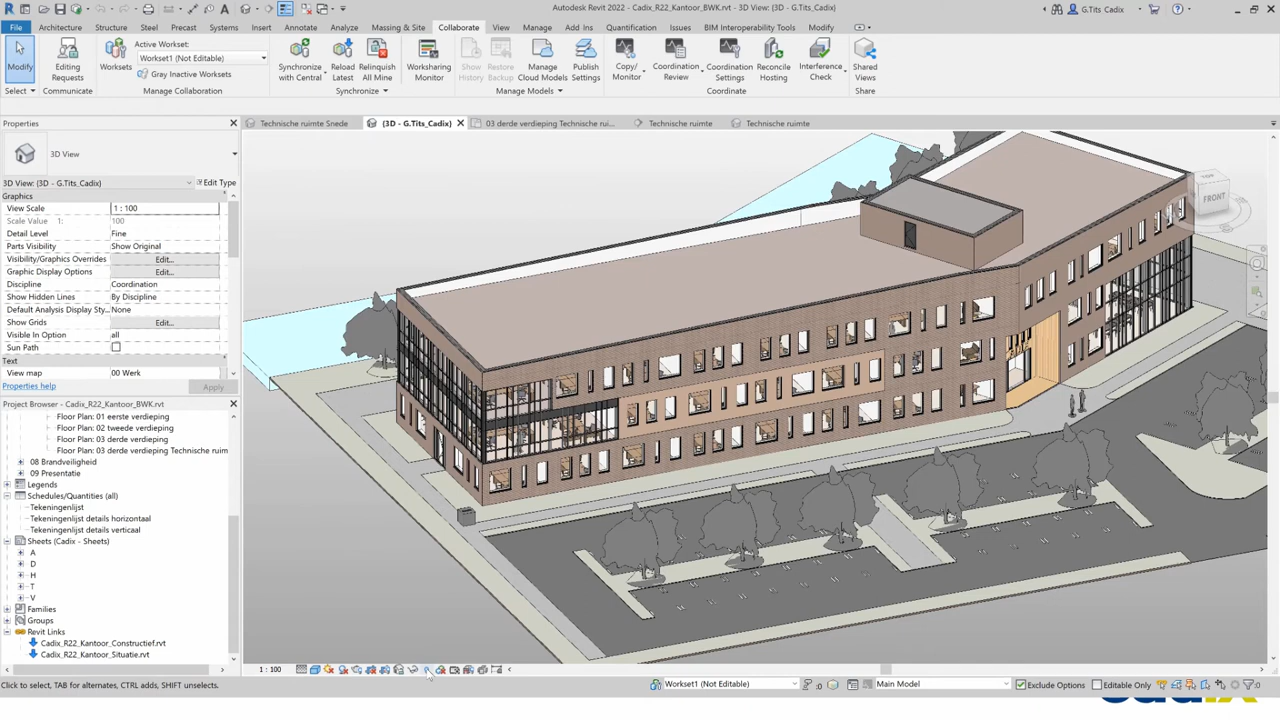 Autodesk Revit 2022 - Cadix_R22_Kantoor_BWK.rvt - 3D View: {3D - G.Tits_Cadix}
G.Tits_Cadix
File Architecture Structure Steel Precast Systems Insert Annotate Analyze Massing & Site Collaborate View Manage Add Ins Quantification Issues BIM Interoperability Tools Modify
Modify
Select
Editing Requests
Communicate
Worksets
Active Workset:
Workset1 (Not Editable)
Gray Inactive Worksets
Manage Collaboration
Synchronize with Central
Reload Latest
Relinquish All Mine
Synchronize
Worksharing Monitor
Show History
Restore Backup
Manage Cloud Models
Publish Settings
Manage Models
Copy/ Monitor
Coordination Review
Coordination Settings
Reconcile Hosting
Interference Check
Coordinate
Shared Views
Share
Properties
Technische ruimte Snede
{3D - G.Tits_Cadix}
03 derde verdieping Technische rui...
Technische ruimte
Technische ruimte
3D View
3D View: {3D - G.Tits_Cadix}
Edit Type
Graphics
View Scale 1 : 100
Scale Value 1: 100
Detail Level Fine
Parts Visibility Show Original
Visibility/Graphics Overrides Edit...
Graphic Display Options Edit...
Discipline Coordination
Show Hidden Lines By Discipline
Default Analysis Display Sty... None
Show Grids Edit...
Visible In Option all
Sun Path
Text
View map 00 Werk
Properties help
Apply
Project Browser - Cadix_R22_Kantoor_BWK.rvt
Floor Plan: 01 eerste verdieping
Floor Plan: 02 tweede verdieping
Floor Plan: 03 derde verdieping
Floor Plan: 03 derde verdieping Technische ruim
08 Brandveiligheid
09 Presentatie
Legends
Schedules/Quantities (all)
Tekeningenlijst
Tekeningenlijst details horizontaal
Tekeningenlijst details verticaal
Sheets (Cadix - Sheets)
A
D
H
T
V
Families
Groups
Revit Links
Cadix_R22_Kantoor_Constructief.rvt
Cadix_R22_Kantoor_Situatie.rvt
TOP
FRONT
1 : 100
Click to select, TAB for alternates, CTRL adds, SHIFT unselects.
Workset1 (Not Editable)
:0
Main Model
Exclude Options
Editable Only
:0